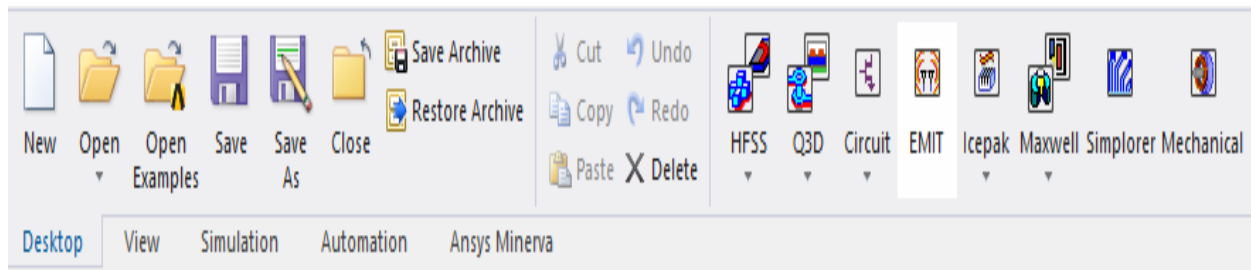 Save Archive
Restore Archive
Cut Undo
Copy Redo
Paste Delete
New Open Open Examples Save Save As Close
HFSS Q3D Circuit EMIT Icepak Maxwell Simplorer Mechanical
Desktop View Simulation Automation Ansys Minerva